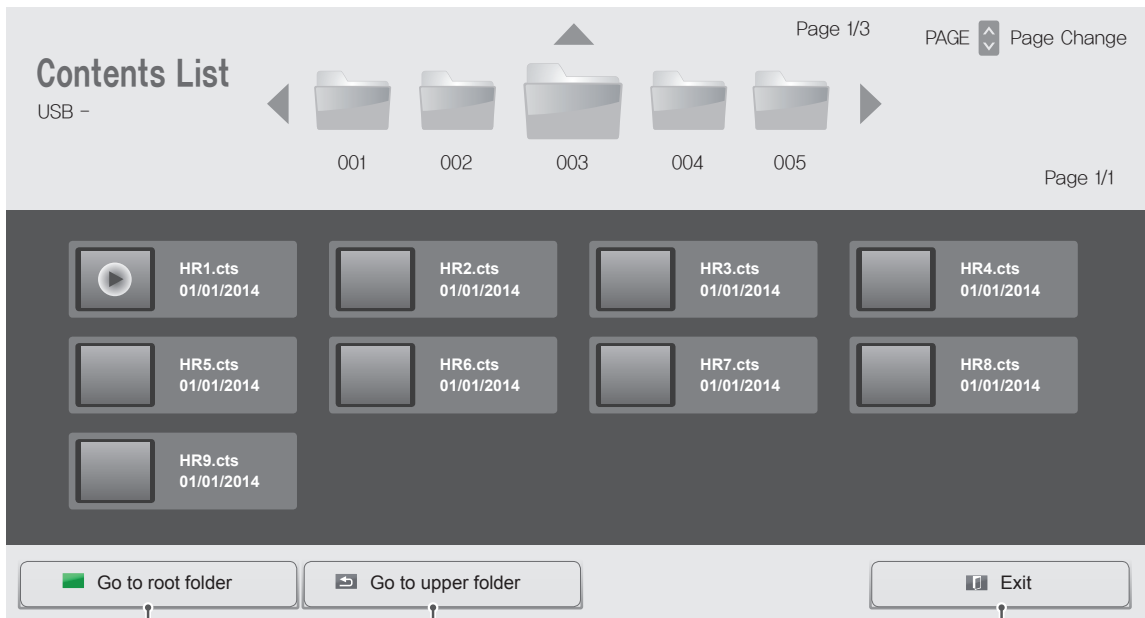 Page 1/3
PAGE Page Change
Contents List
USB -
001 002 003 004 005
Page 1/1
HR1.cts
01/01/2014
HR2.cts
01/01/2014
HR3.cts
01/01/2014
HR4.cts
01/01/2014
HR5.cts
01/01/2014
HR6.cts
01/01/2014
HR7.cts
01/01/2014
HR8.cts
01/01/2014
HR9.cts
01/01/2014
Go to root folder
Go to upper folder
Exit